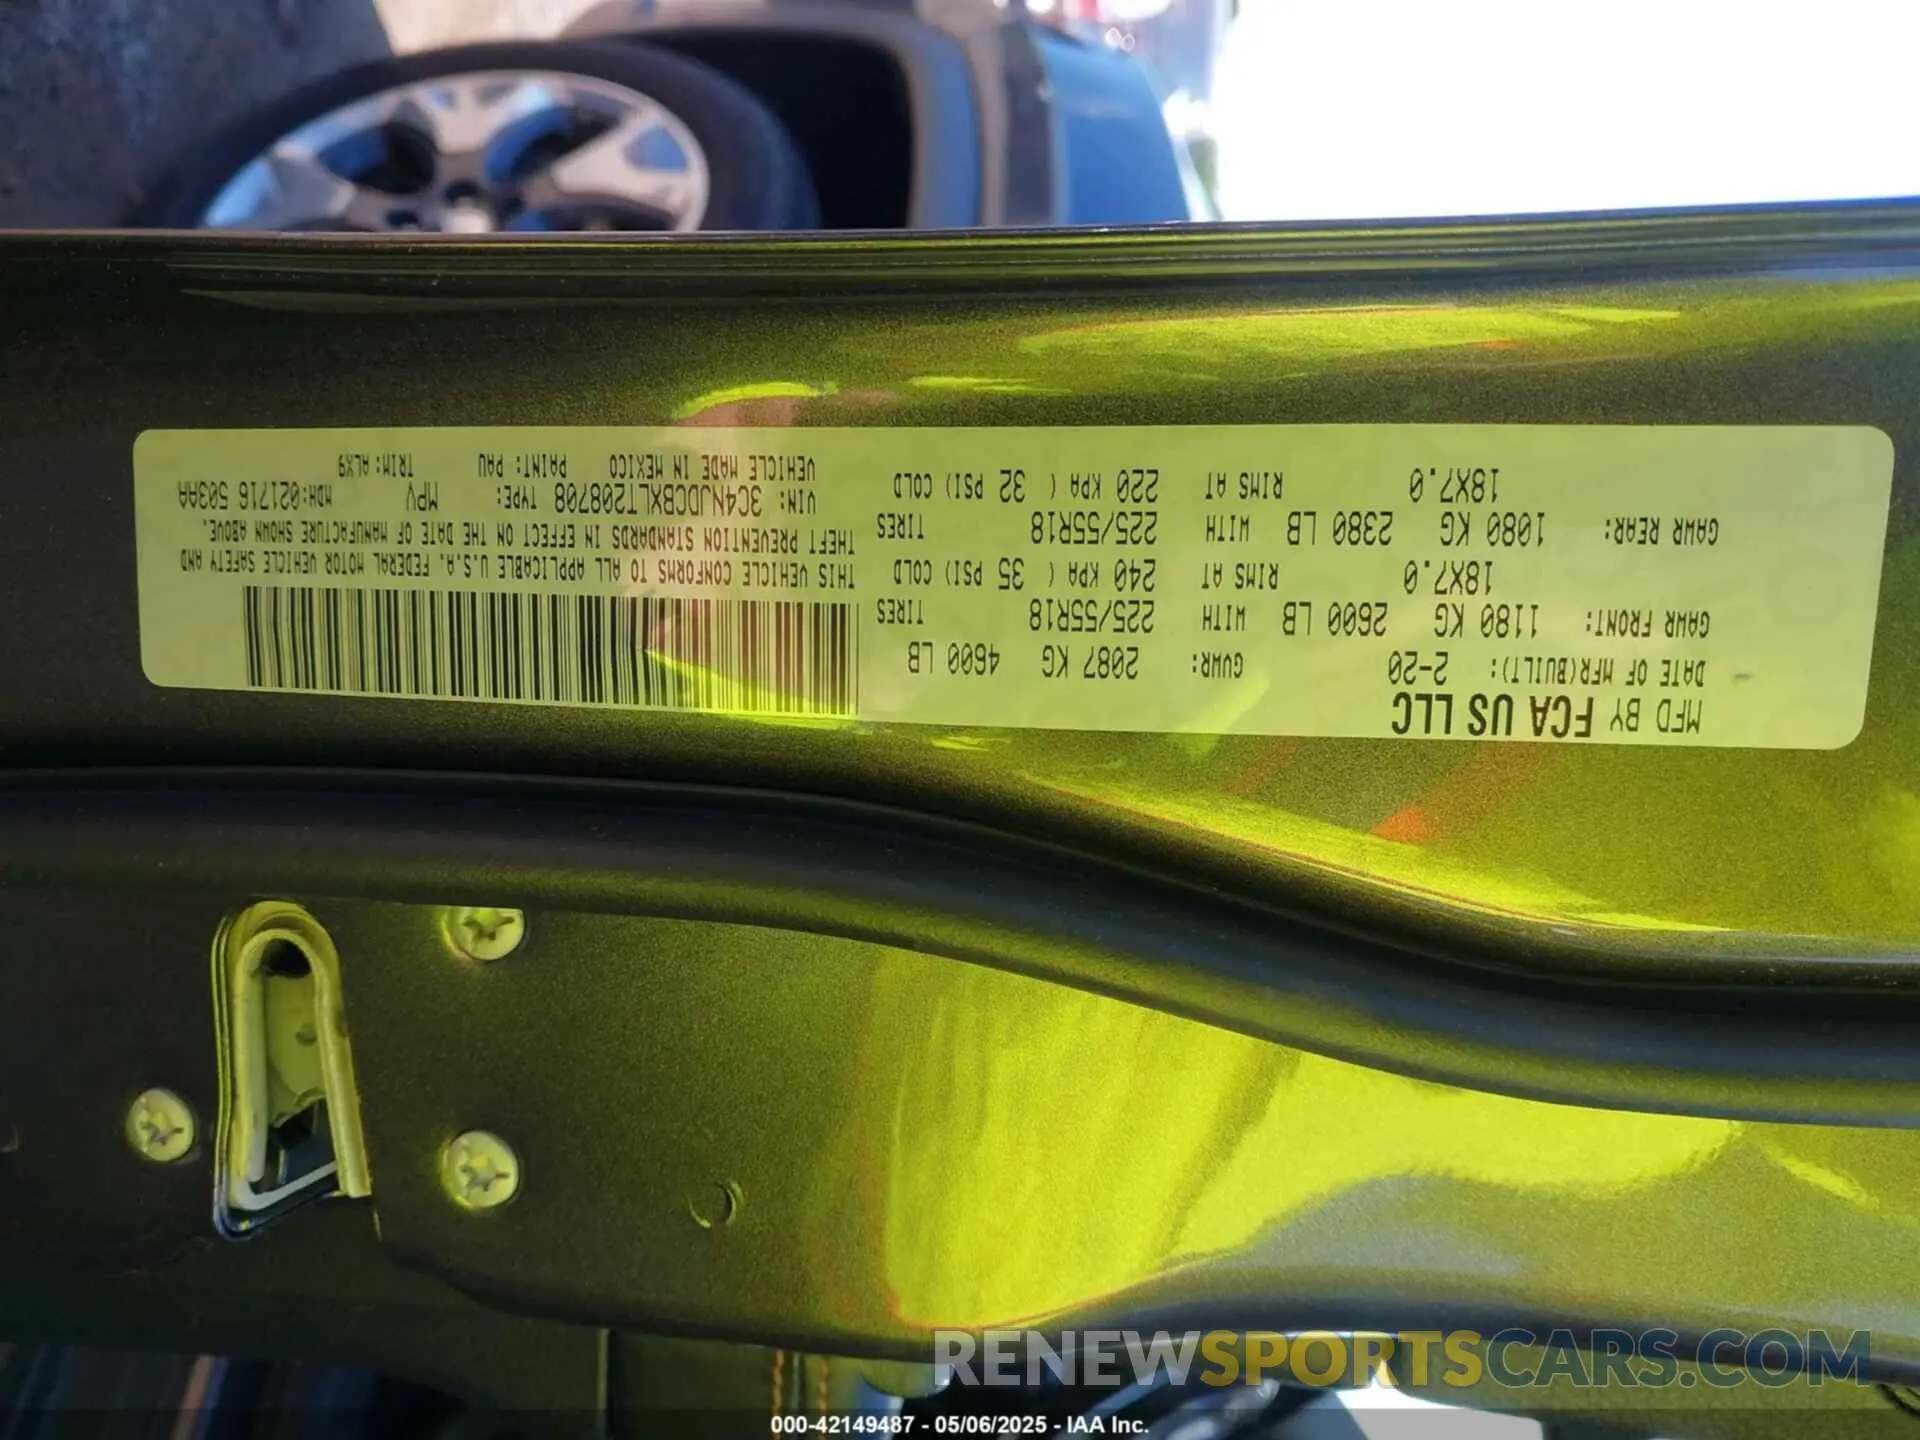 MFD BY FCA US LLC
DATE OF MFR(BUILT): 2-20 GVWR: 2087 KG 4600 LB
GAWR FRONT: 1180 KG 2600 LB WITH 225/55R18 TIRES
18X7.0 RIMS AT 240 KPA ( 35 PSI) COLD
GAWR REAR: 1080 KG 2380 LB WITH 225/55R18 TIRES
18X7.0 RIMS AT 220 KPA ( 32 PSI) COLD
THIS VEHICLE CONFORMS TO ALL APPLICABLE U.S.A. FEDERAL MOTOR VEHICLE SAFETY AND
THEFT PREVENTION STANDARDS IN EFFECT ON THE DATE OF MANUFACTURE SHOWN ABOVE.
VIN: 3C4NJDCBXLT208708 TYPE: MPV MDH:021716 503AA
VEHICLE MADE IN MEXICO PAINT: PAU TRIM: ALX9
RENEWSPORTSCARS.COM
000-42149487 - 05/06/2025 - IAA Inc.